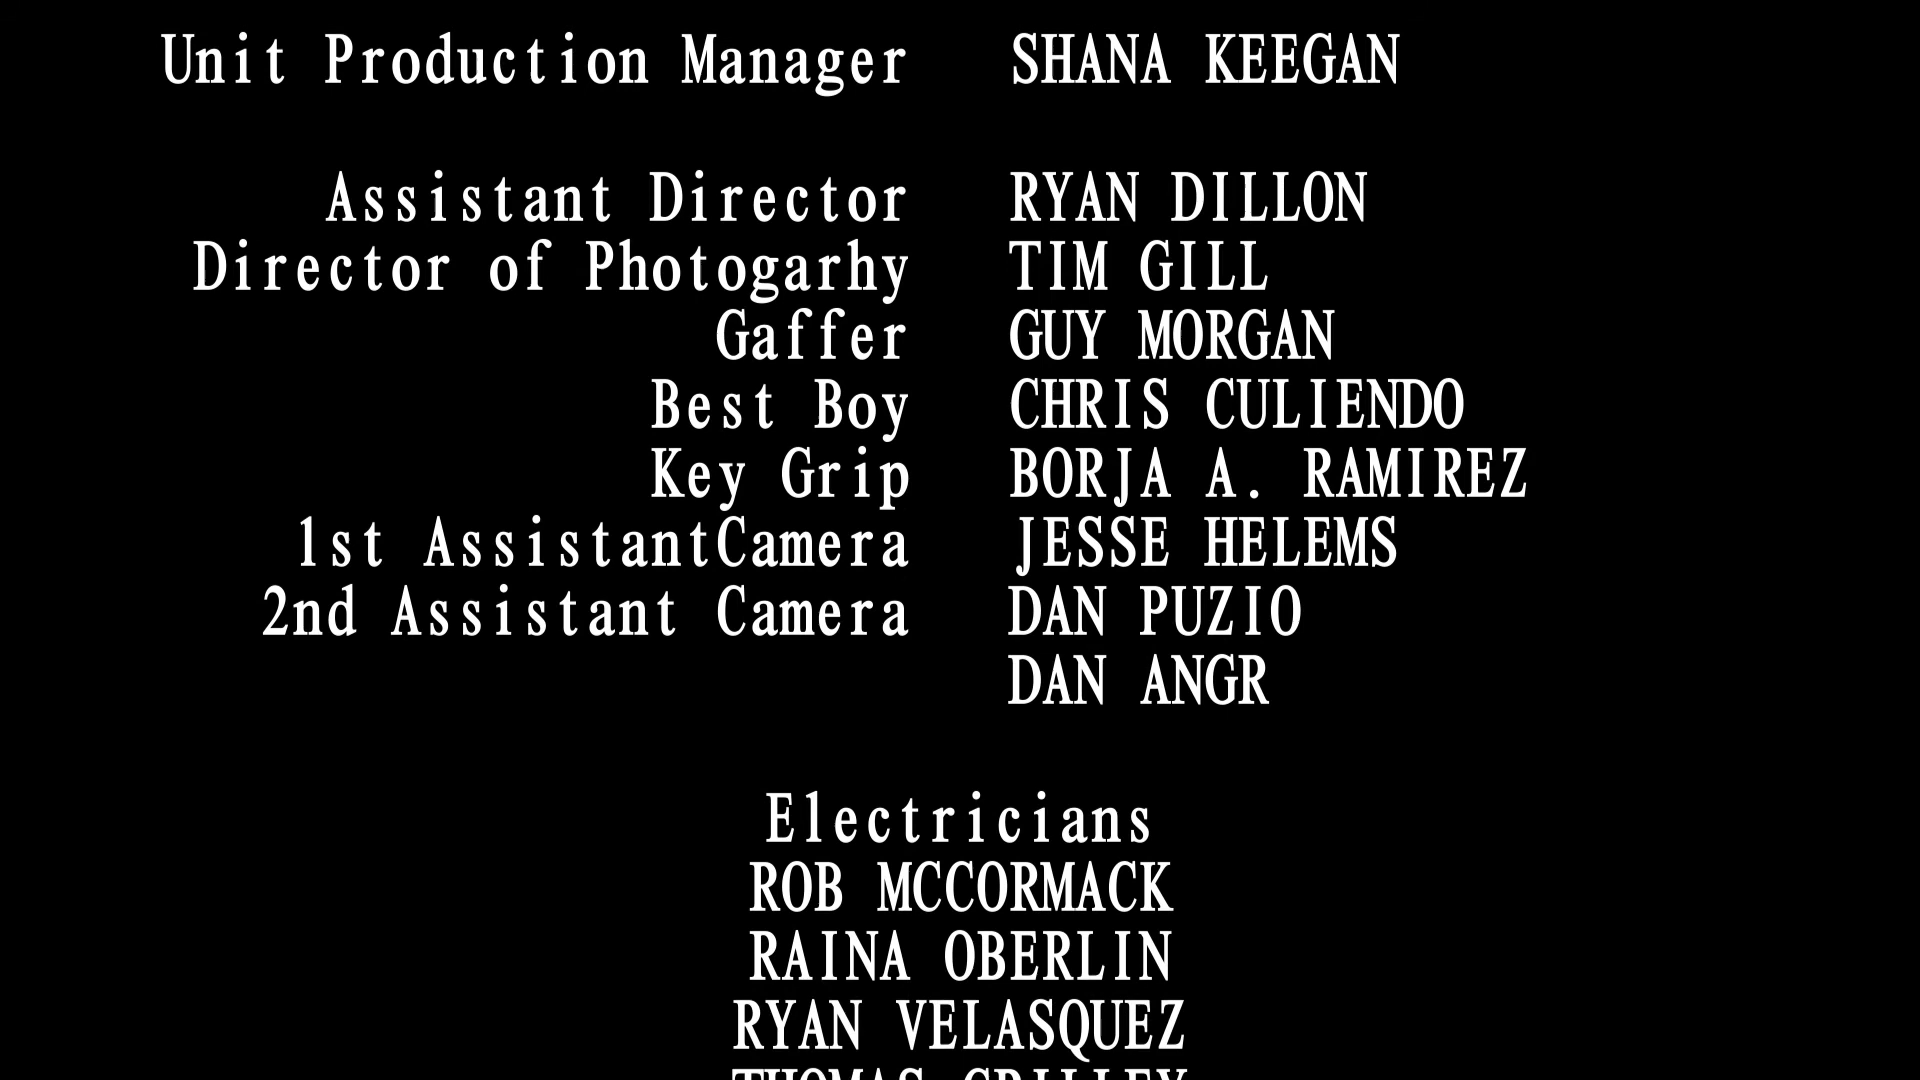 Unit Production Manager SHANA KEEGAN
Assistant Director RYAN DILLON
Director of Photogarhy TIM GILL
Gaffer GUY MORGAN
Best Boy CHRIS CULIENDO
Key Grip BORJA A. RAMIREZ
1st AssistantCamera JESSE HELEMS
2nd Assistant Camera DAN PUZIO
DAN ANGR
Electricians
ROB MCCORMACK
RAINA OBERLIN
RYAN VELASQUEZ
THOMAS